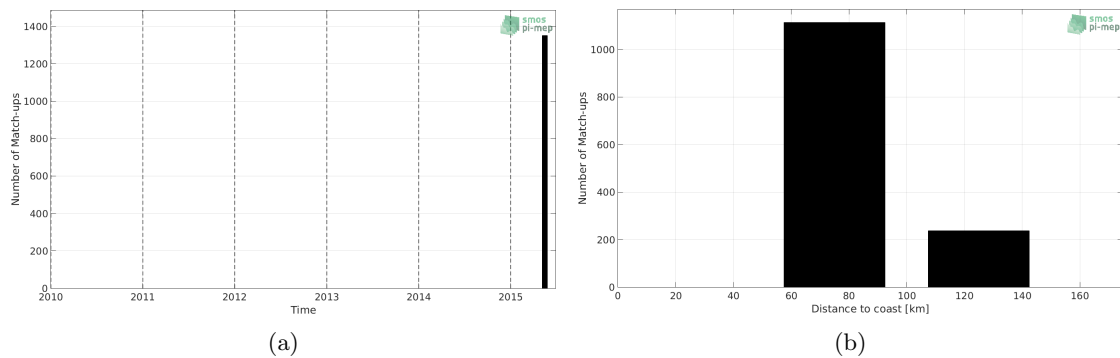 smos
pi-mep
1400
1200
1000
800
600
400
200
0
Number of Match-ups
2010 2011 2012 2013 2014 2015
Time
(a)
smos
pi-mep
1000
800
600
400
200
0
Number of Match-ups
0 20 40 60 80 100 120 140 160
Distance to coast [km]
(b)